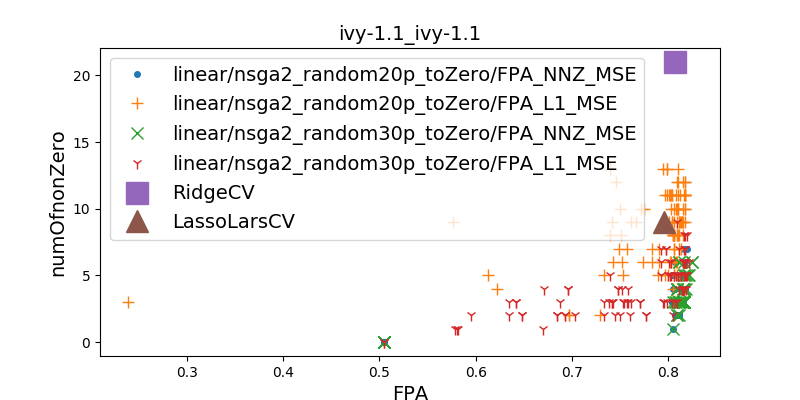 ivy-1.1_ivy-1.1
linear/nsga2_random20p_toZero/FPA_NNZ_MSE
linear/nsga2_random20p_toZero/FPA_L1_MSE
linear/nsga2_random30p_toZero/FPA_NNZ_MSE
linear/nsga2_random30p_toZero/FPA_L1_MSE
RidgeCV
LassoLarsCV
numOfnonZero
20
15
10
5
0
0.3 0.4 0.5 0.6 0.7 0.8
FPA